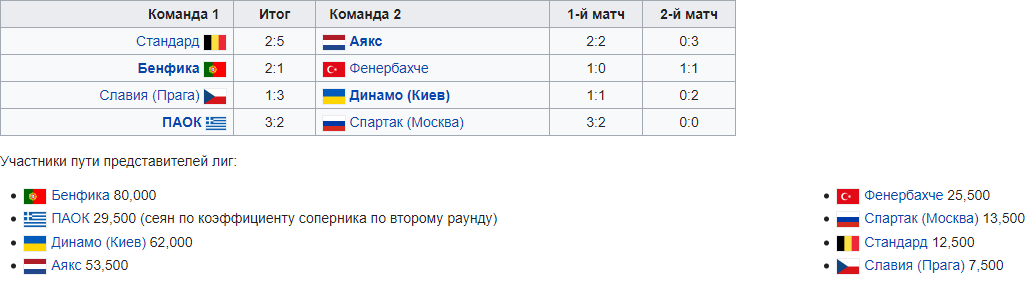 Команда 1 Итог Команда 2 1-й матч 2-й матч
Стандард 2:5 Аякс 2:2 0:3
Бенфика 2:1 Фенербахче 1:0 1:1
Славия (Прага) 1:3 Динамо (Киев) 1:1 0:2
ПАОК 3:2 Спартак (Москва) 3:2 0:0
Участники пути представителей лиг:
• Бенфика 80,000
• ПАОК 29,500 (сеян по коэффициенту соперника по второму раунду)
• Динамо (Киев) 62,000
• Аякс 53,500
• Фенербахче 25,500
• Спартак (Москва) 13,500
• Стандард 12,500
• Славия (Прага) 7,500